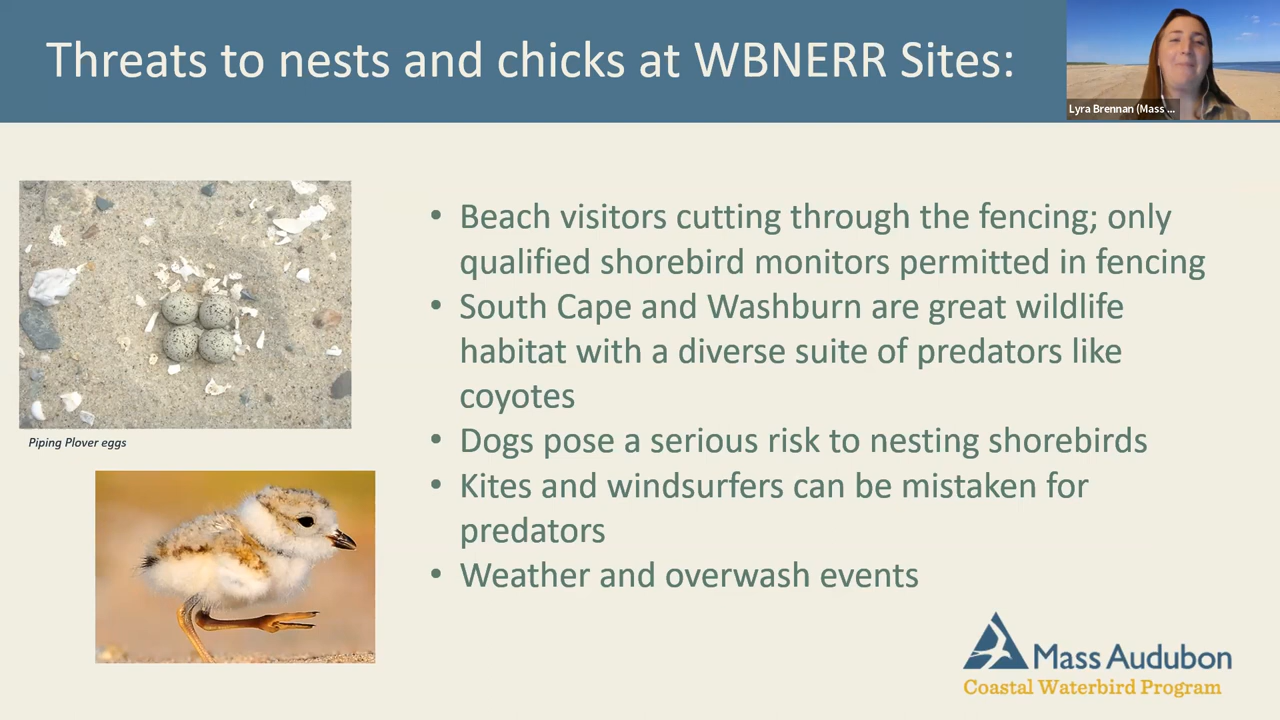 Threats to nests and chicks at WBNERR Sites:
Lyra Brennan (Mass ...
• Beach visitors cutting through the fencing; only
qualified shorebird monitors permitted in fencing
• South Cape and Washburn are great wildlife
habitat with a diverse suite of predators like
coyotes
• Dogs pose a serious risk to nesting shorebirds
• Kites and windsurfers can be mistaken for
predators
• Weather and overwash events
Piping Plover eggs
Mass Audubon
Coastal Waterbird Program